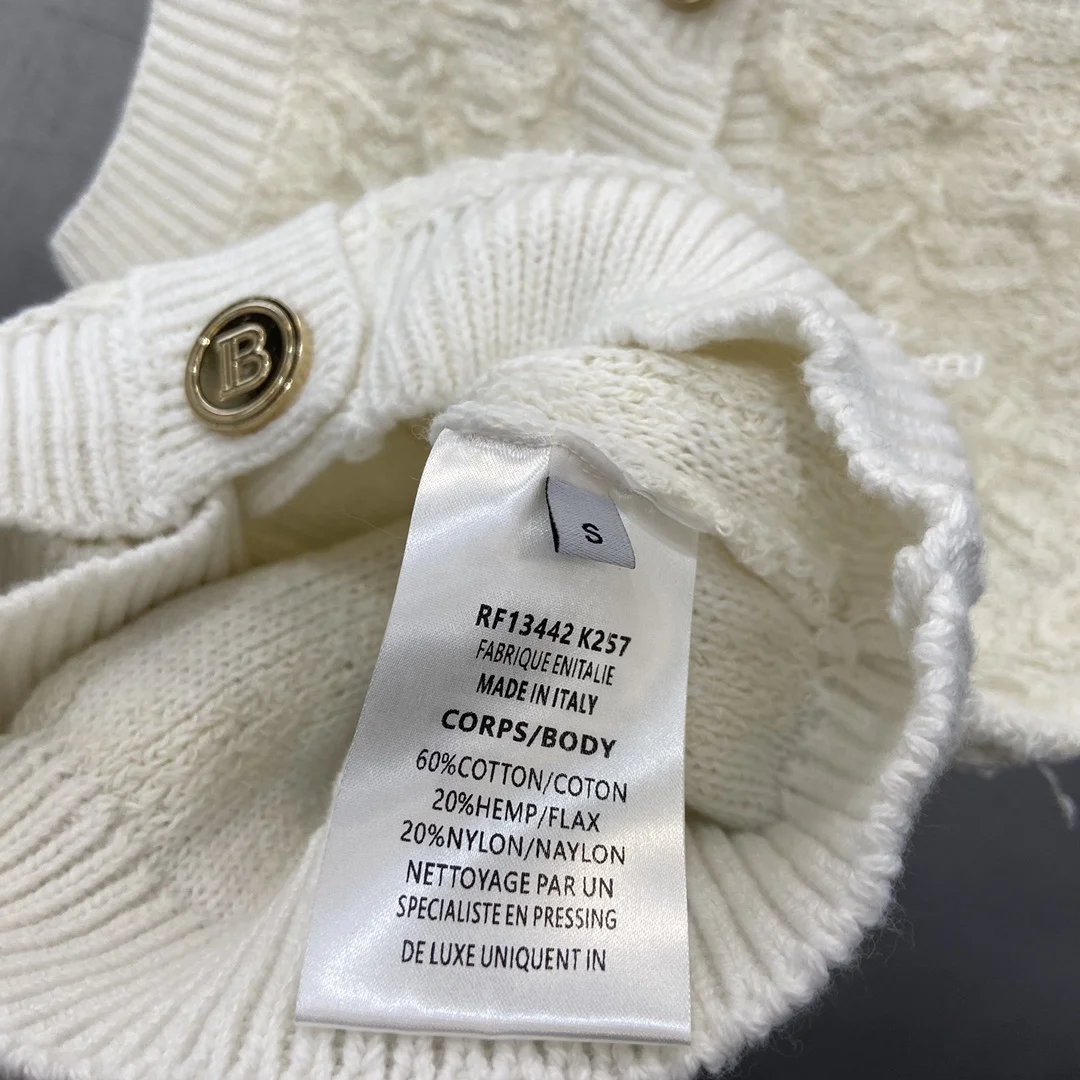 B
S
RF13442 K257
FABRIQUE ENITALIE
MADE IN ITALY
CORPS/BODY
60%COTTON/COTON
20%HEMP/FLAX
20%NYLON/NAYLON
NETTOYAGE PAR UN
SPECIALISTE EN PRESSING
DE LUXE UNIQUENT IN